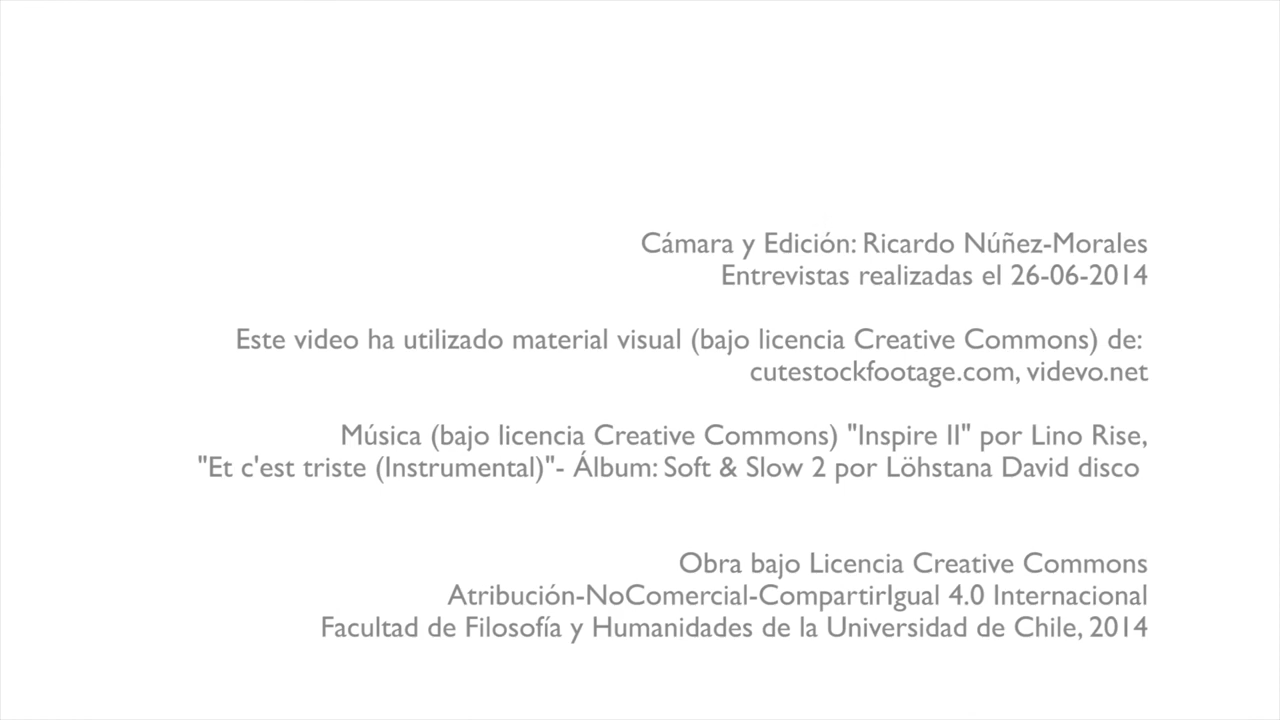 Cámara y Edición: Ricardo Núñez-Morales
Entrevistas realizadas el 26-06-2014
Este video ha utilizado material visual (bajo licencia Creative Commons) de:
cutestockfootage.com, videvo.net
Música (bajo licencia Creative Commons) "Inspire II" por Lino Rise,
"Et c'est triste (Instrumental)"- Álbum: Soft & Slow 2 por Löhstana David disco
Obra bajo Licencia Creative Commons
Atribución-NoComercial-CompartirIgual 4.0 Internacional
Facultad de Filosofía y Humanidades de la Universidad de Chile, 2014